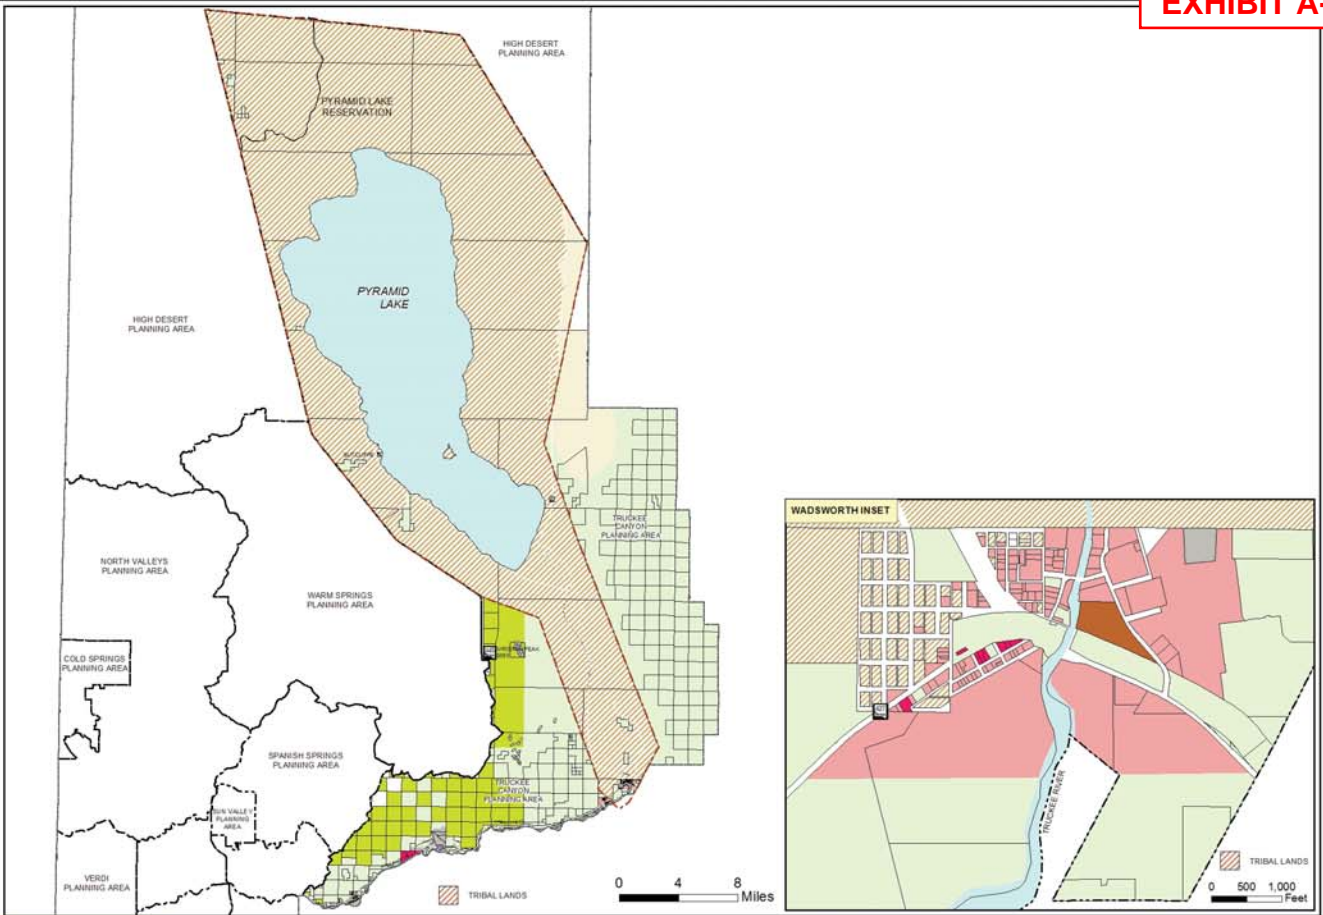 EXHIBIT A-
HIGH DESERT
PLANNING AREA
PYRAMID LAKE
RESERVATION
PYRAMID
LAKE
HIGH DESERT
PLANNING AREA
TRUCKEE
CANYON
PLANNING AREA
NORTH VALLEYS
PLANNING AREA
WARM SPRINGS
PLANNING AREA
COLD SPRINGS
PLANNING AREA
SPANISH SPRINGS
PLANNING AREA
TRUCKEE
CANYON
PLANNING AREA
SUN VALLEY
PLANNING
AREA
VERDI
PLANNING AREA
TRIBAL LANDS
0 4 8
Miles
WADSWORTH INSET
TRUCKEE RIVER
TRIBAL LANDS
0 500 1,000
Feet